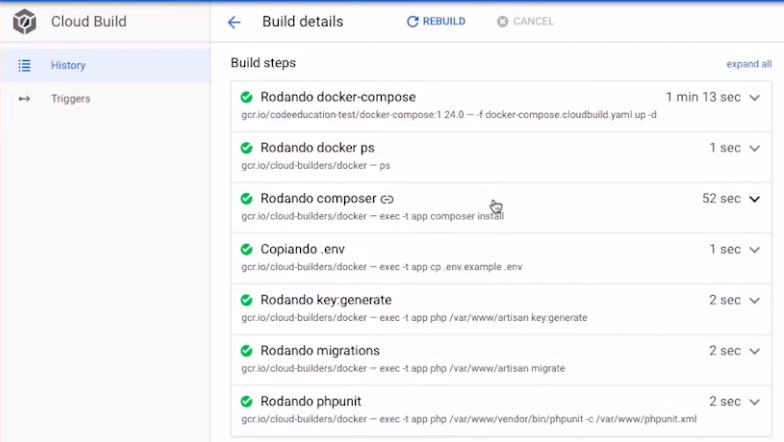 Cloud Build
Build details
REBUILD
CANCEL
History
Triggers
Build steps
expand all
Rodando docker-compose
1 min 13 sec
gcr.io/codeeducation-test/docker-compose:1.24.0 — -f docker-compose.cloudbuild.yaml up -d
Rodando docker ps
1 sec
gcr.io/cloud-builders/docker — ps
Rodando composer
52 sec
gcr.io/cloud-builders/docker — exec -t app composer install
Copiando .env
1 sec
gcr.io/cloud-builders/docker — exec -t app cp .env.example .env
Rodando key:generate
2 sec
gcr.io/cloud-builders/docker — exec -t app php /var/www/artisan key:generate
Rodando migrations
2 sec
gcr.io/cloud-builders/docker — exec -t app php /var/www/artisan migrate
Rodando phpunit
2 sec
gcr.io/cloud-builders/docker — exec -t app php /var/www/vendor/bin/phpunit -c /var/www/phpunit.xml